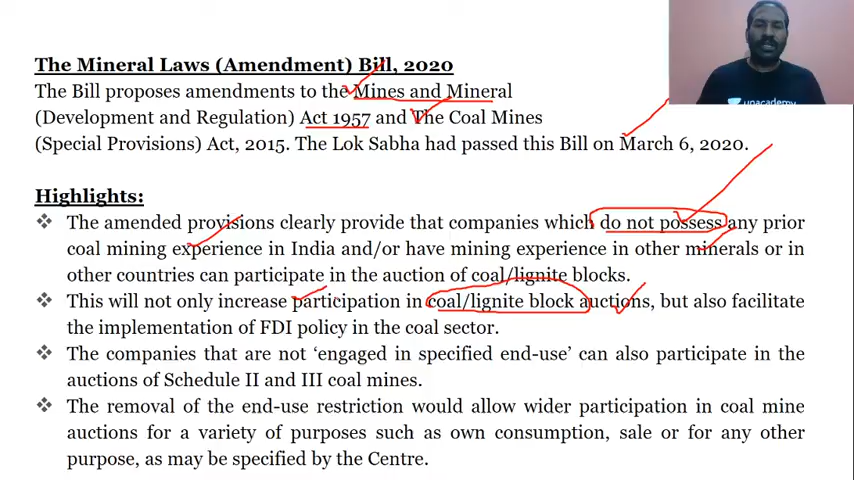 The Mineral Laws (Amendment) Bill, 2020
The Bill proposes amendments to the Mines and Mineral
(Development and Regulation) Act 1957 and The Coal Mines
(Special Provisions) Act, 2015. The Lok Sabha had passed this Bill on March 6, 2020.
Highlights:
❖ The amended provisions clearly provide that companies which do not possess any prior
coal mining experience in India and/or have mining experience in other minerals or in
other countries can participate in the auction of coal/lignite blocks.
❖ This will not only increase participation in coal/lignite block auctions, but also facilitate
the implementation of FDI policy in the coal sector.
❖ The companies that are not ‘engaged in specified end-use’ can also participate in the
auctions of Schedule II and III coal mines.
❖ The removal of the end-use restriction would allow wider participation in coal mine
auctions for a variety of purposes such as own consumption, sale or for any other
purpose, as may be specified by the Centre.
unacademy